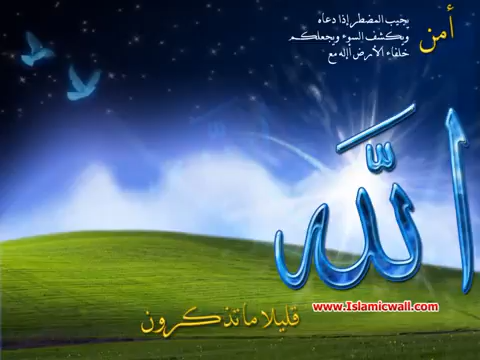 أمن
يجيب المضطر إذا دعاه
ويكشف السوء ويجعلكم
خلفاء الأرض أإله مع
الله
قليلا ما تذكرون
www.Islamicwall.com